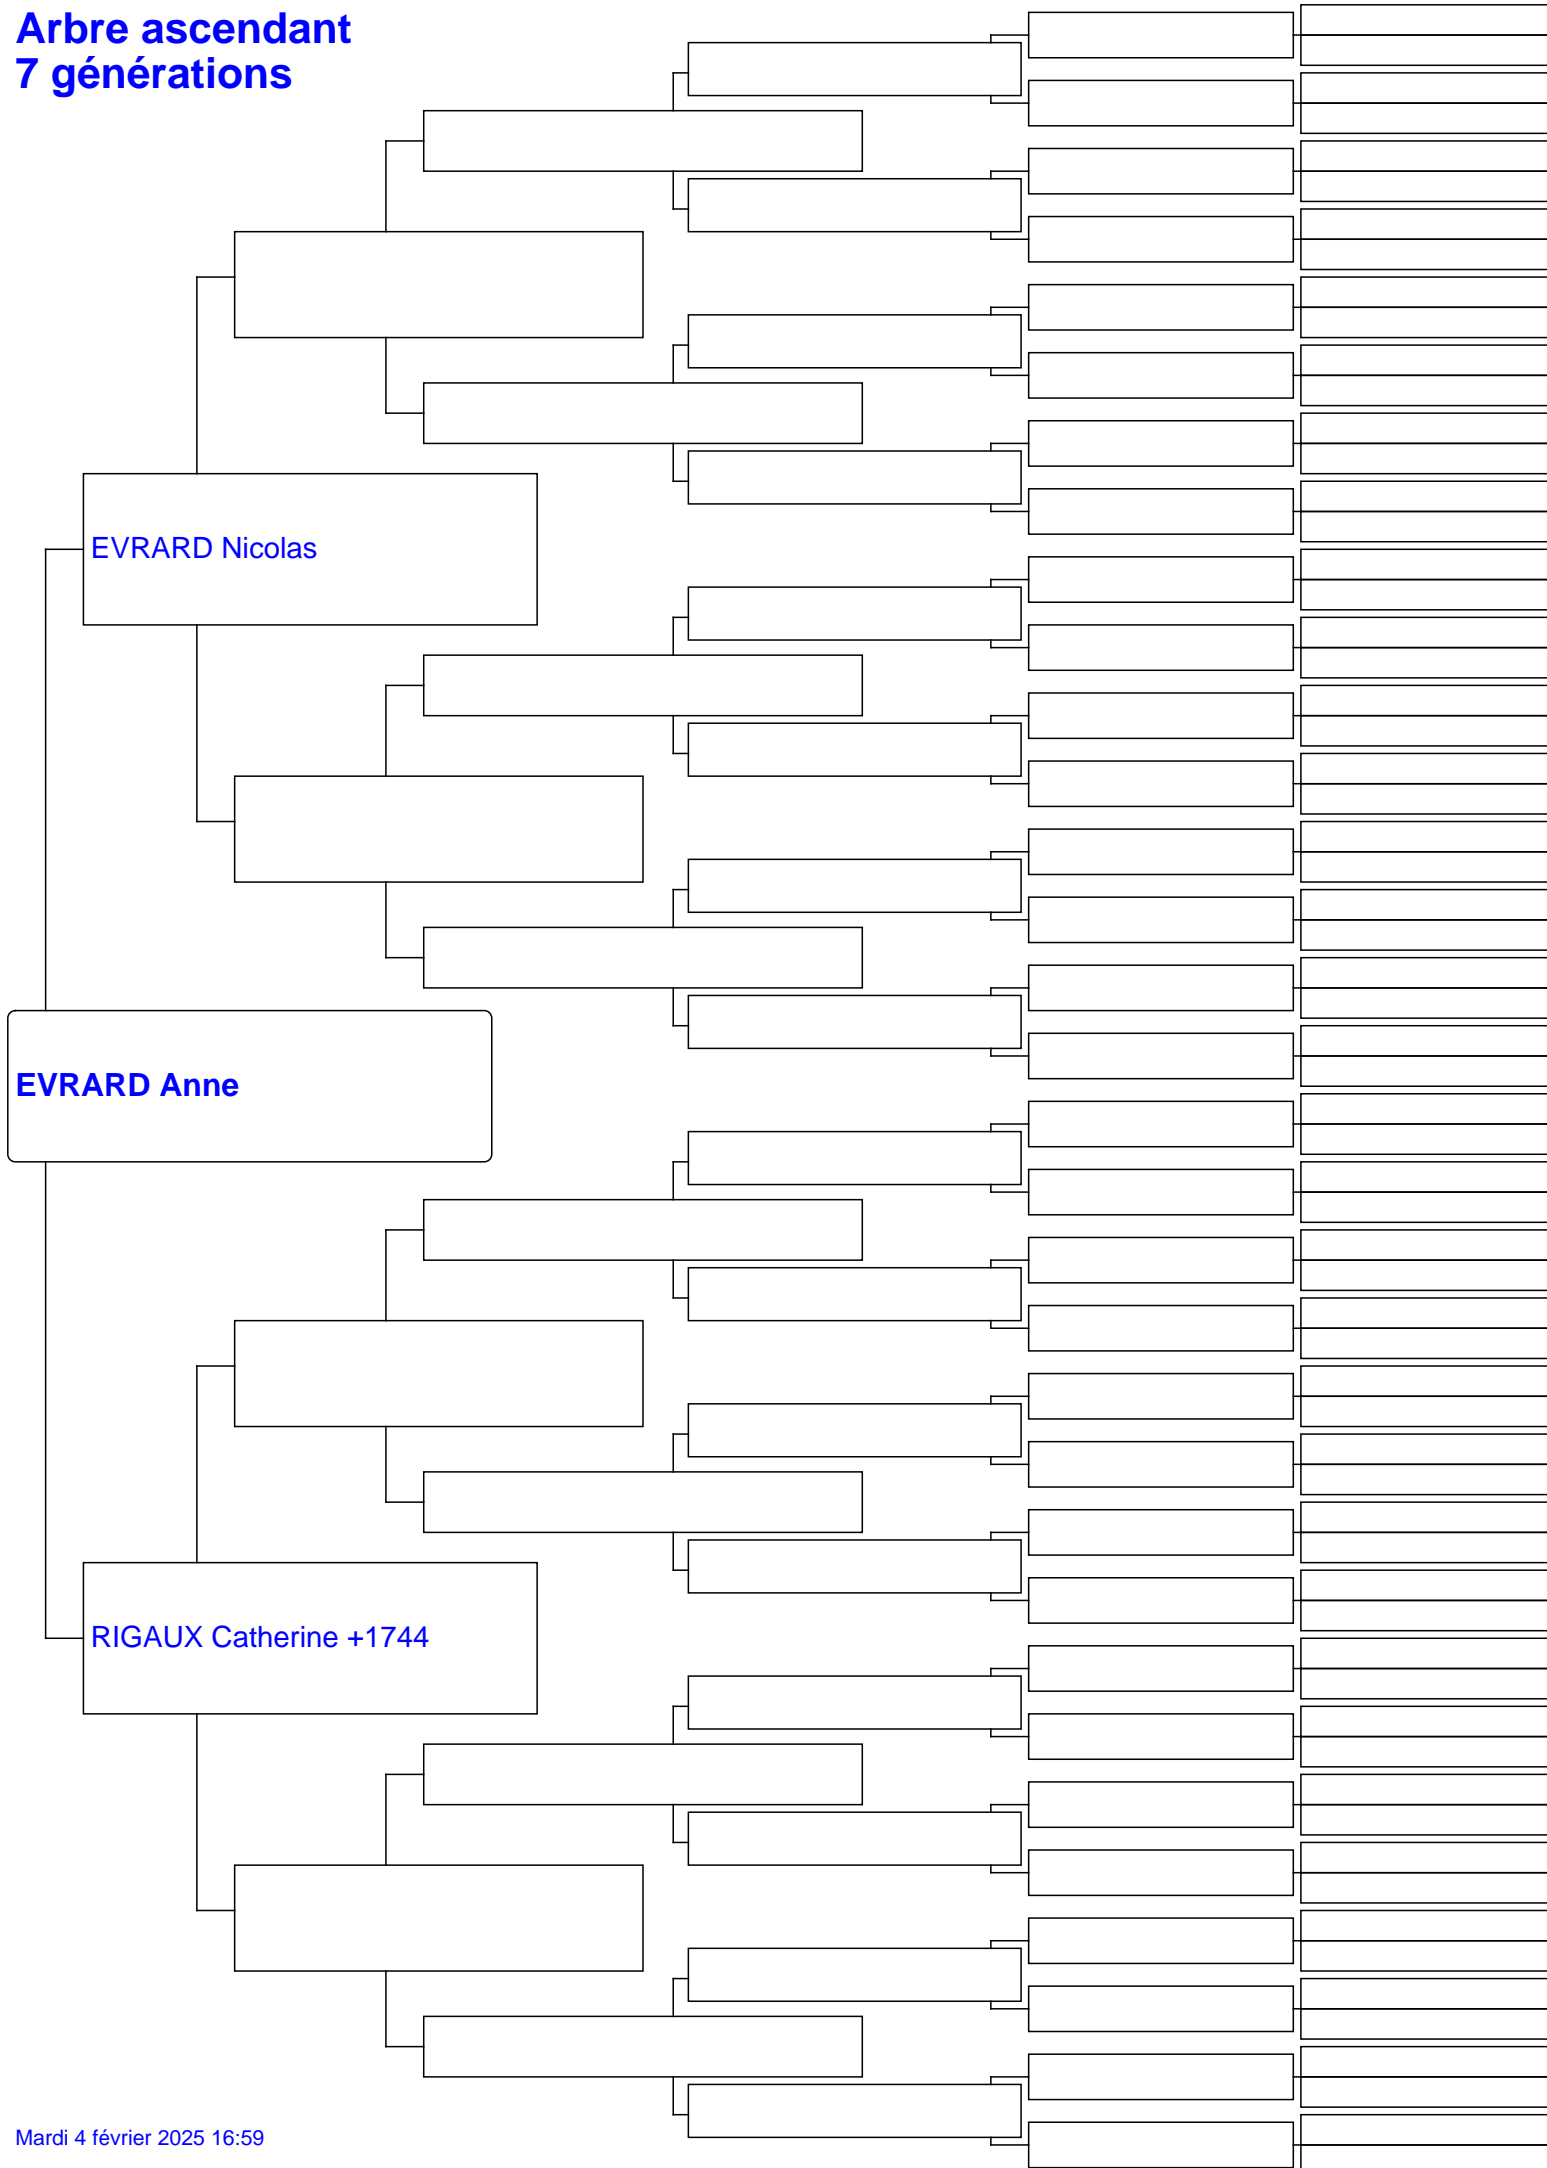 Arbre ascendant
7 générations
EVRARD Nicolas
EVRARD Anne
RIGAUX Catherine +1744
Mardi 4 février 2025 16:59